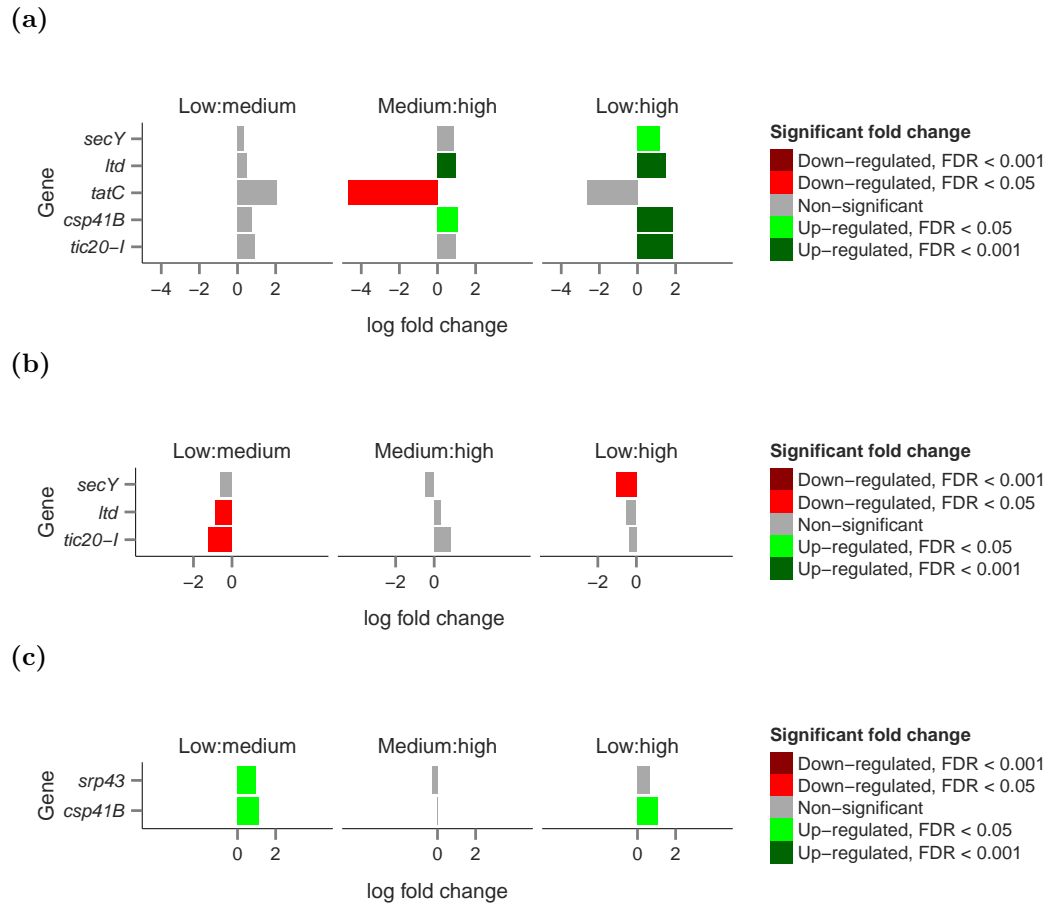 (a)
Low:medium Medium:high Low:high
Gene
secY
ltd
tatC
csp41B
tic20−I
−4 −2 0 2 −4 −2 0 2 −4 −2 0 2
log fold change
Significant fold change
Down−regulated, FDR < 0.001
Down−regulated, FDR < 0.05
Non−significant
Up−regulated, FDR < 0.05
Up−regulated, FDR < 0.001
(b)
Low:medium Medium:high Low:high
Gene
secY
ltd
tic20−I
−2 0 −2 0 −2 0
log fold change
Significant fold change
Down−regulated, FDR < 0.001
Down−regulated, FDR < 0.05
Non−significant
Up−regulated, FDR < 0.05
Up−regulated, FDR < 0.001
(c)
Low:medium Medium:high Low:high
Gene
srp43
csp41B
0 2 0 2 0 2
log fold change
Significant fold change
Down−regulated, FDR < 0.001
Down−regulated, FDR < 0.05
Non−significant
Up−regulated, FDR < 0.05
Up−regulated, FDR < 0.001